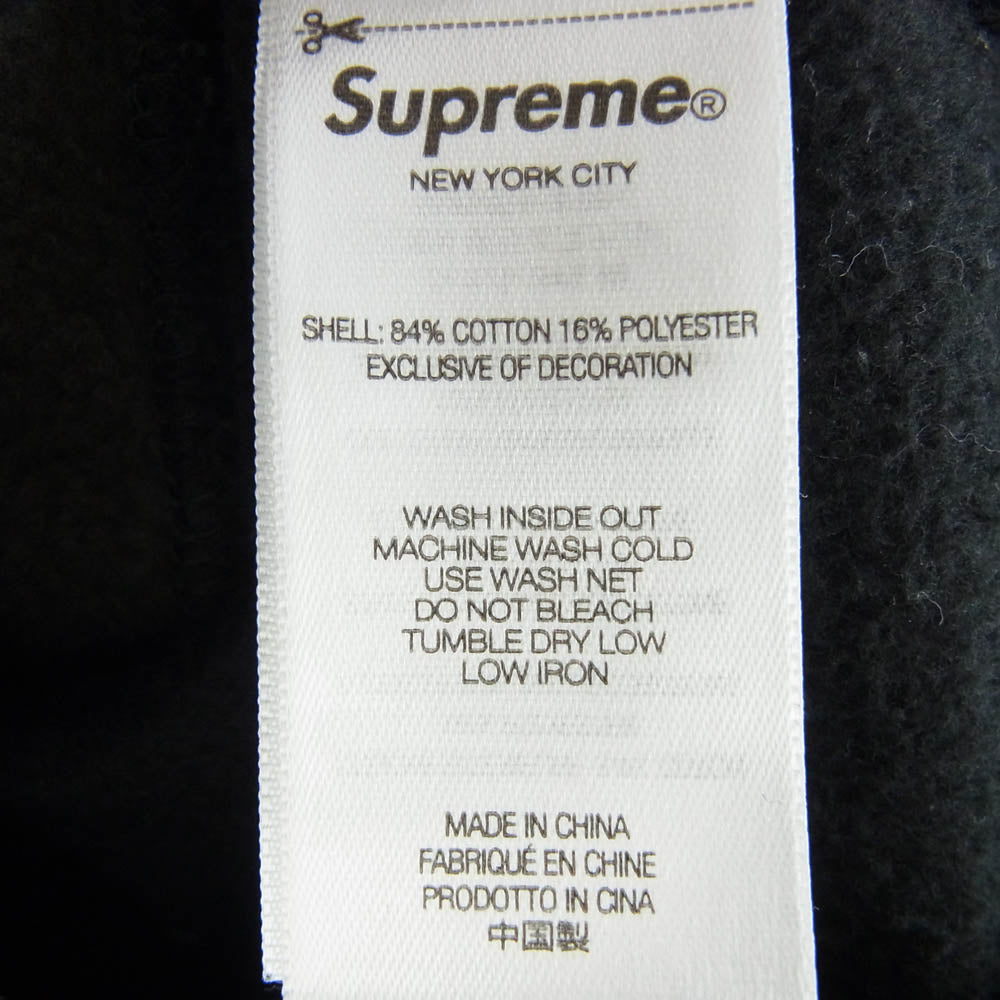 Supreme®
NEW YORK CITY
SHELL: 84% COTTON 16% POLYESTER
EXCLUSIVE OF DECORATION
WASH INSIDE OUT
MACHINE WASH COLD
USE WASH NET
DO NOT BLEACH
TUMBLE DRY LOW
LOW IRON
MADE IN CHINA
FABRIQUÉ EN CHINE
PRODOTTO IN CINA
中国製